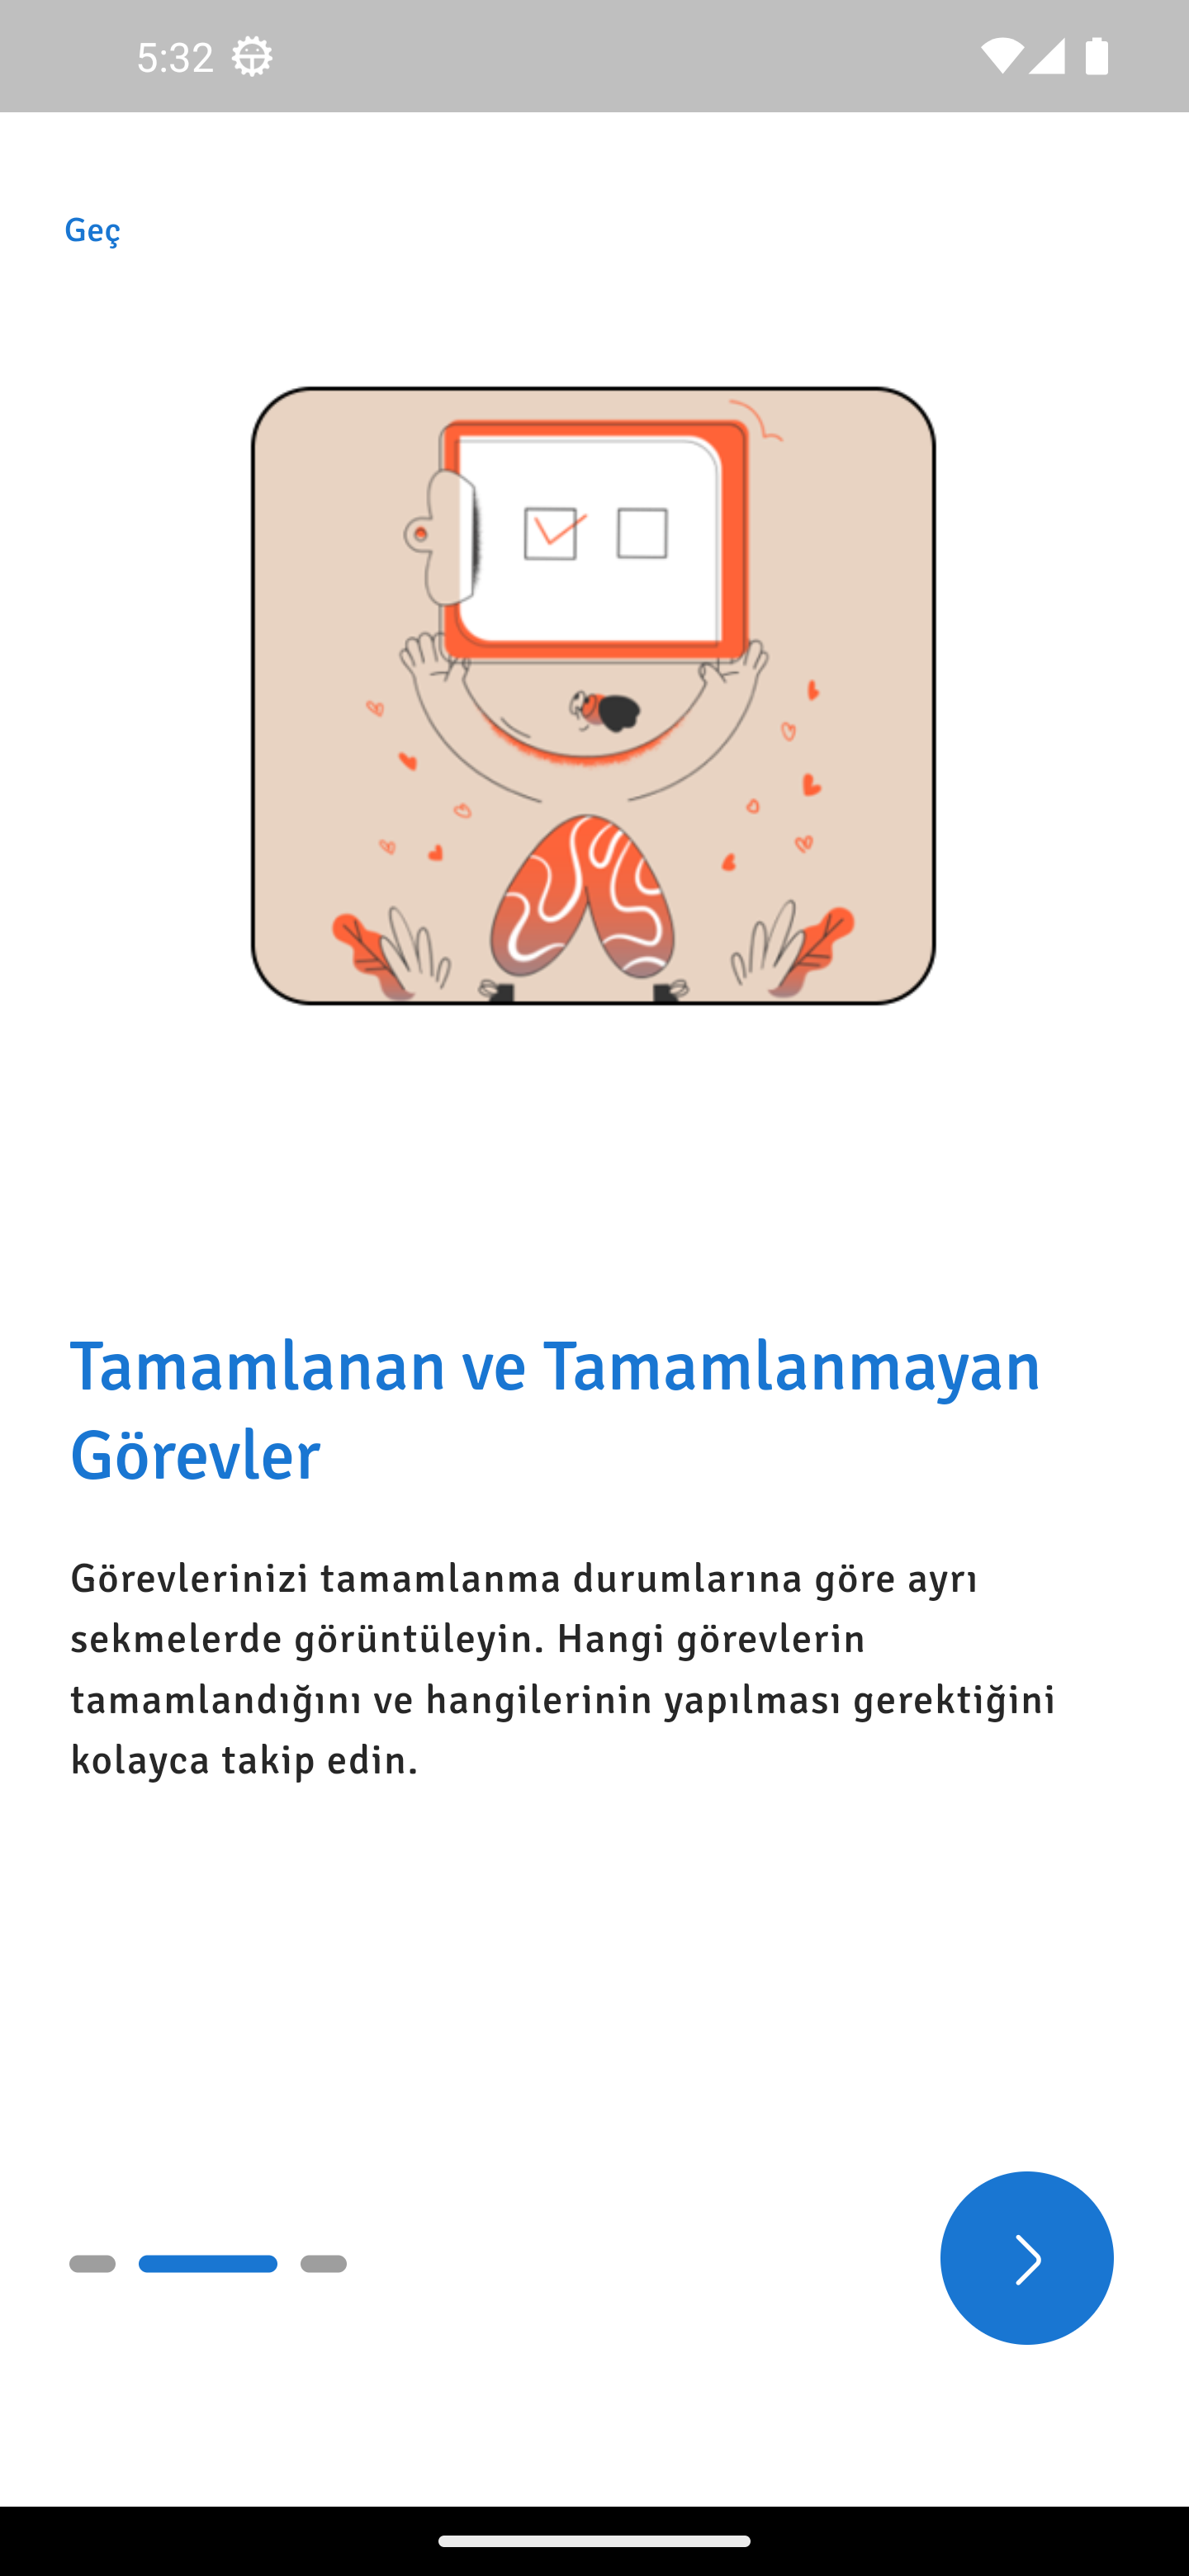 5:32
Geç
Tamamlanan ve Tamamlanmayan
Görevler
Görevlerinizi tamamlanma durumlarına göre ayrı
sekmelerde görüntüleyin. Hangi görevlerin
tamamlandığını ve hangilerinin yapılması gerektiğini
kolayca takip edin.